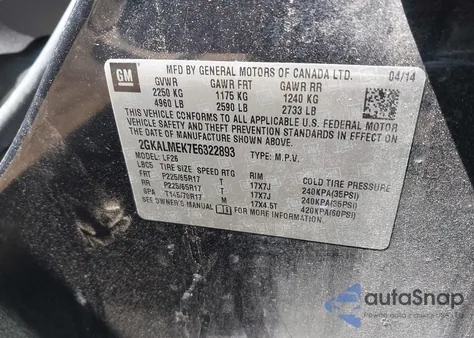 GM
MFD BY GENERAL MOTORS OF CANADA LTD. 04/14
GVWR GAWR FRT GAWR RR
2250 KG 1175 KG 1240 KG
4960 LB 2590 LB 2733 LB
THIS VEHICLE CONFORMS TO ALL APPLICABLE U.S. FEDERAL MOTOR
VEHICLE SAFETY, BUMPER, AND THEFT PREVENTION STANDARDS IN EFFECT ON
THE DATE OF MANUFACTURE SHOWN ABOVE.
2GKALMEK7E6322893 TYPE: M.P.V.
MODEL: LF26
LBC5 TIRE SIZE SPEED RTG RIM COLD TIRE PRESSURE
FRT P225/65R17 T 17X7J 240KPA(35PSI)
RR P225/65R17 T 17X7J 240KPA(35PSI)
SPA T145/70R17 M 17X4.5T 420KPA(60PSI)
SEE OWNER'S MANUAL FOR MORE INFORMATION.
autoSnap